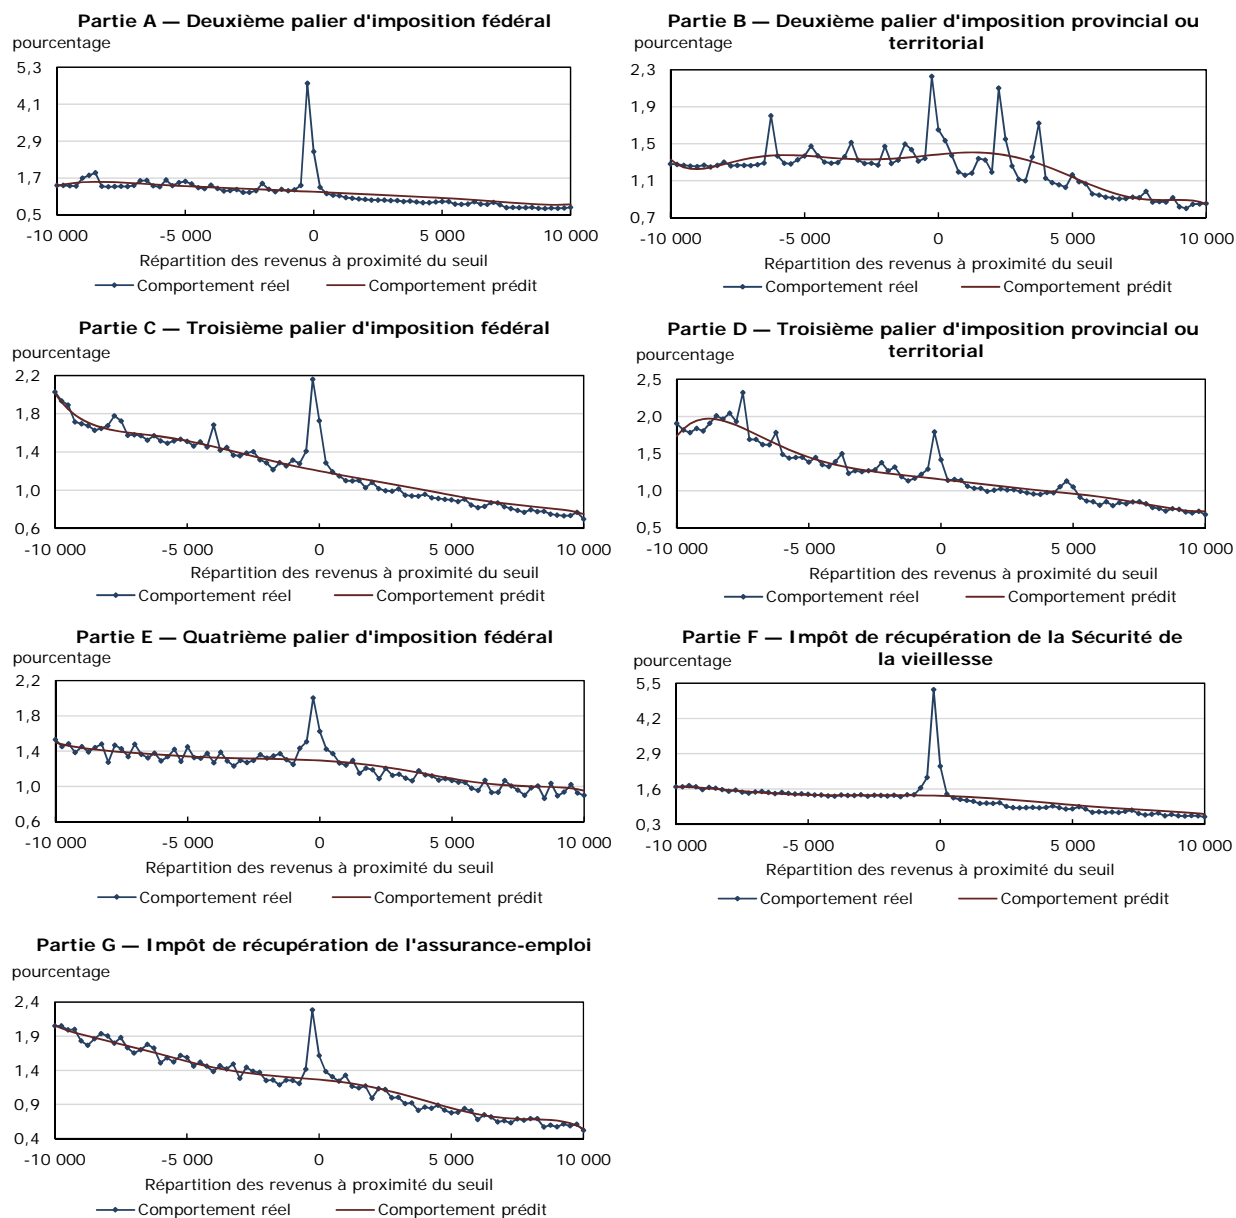 Partie A — Deuxième palier d'imposition fédéral
pourcentage
5,3
4,1
2,9
1,7
0,5
-10 000 -5 000 0 5 000 10 000
Répartition des revenus à proximité du seuil
Comportement réel Comportement prédit
Partie B — Deuxième palier d'imposition provincial ou
territorial
pourcentage
2,3
1,9
1,5
1,1
0,7
-10 000 -5 000 0 5 000 10 000
Répartition des revenus à proximité du seuil
Comportement réel Comportement prédit
Partie C — Troisième palier d'imposition fédéral
pourcentage
2,2
1,8
1,4
1,0
0,6
-10 000 -5 000 0 5 000 10 000
Répartition des revenus à proximité du seuil
Comportement réel Comportement prédit
Partie D — Troisième palier d'imposition provincial ou
territorial
pourcentage
2,5
2,0
1,5
1,0
0,5
-10 000 -5 000 0 5 000 10 000
Répartition des revenus à proximité du seuil
Comportement réel Comportement prédit
Partie E — Quatrième palier d'imposition fédéral
pourcentage
2,2
1,8
1,4
1,0
0,6
-10 000 -5 000 0 5 000 10 000
Répartition des revenus à proximité du seuil
Comportement réel Comportement prédit
Partie F — Impôt de récupération de la Sécurité de
la vieillesse
pourcentage
5,5
4,2
2,9
1,6
0,3
-10 000 -5 000 0 5 000 10 000
Répartition des revenus à proximité du seuil
Comportement réel Comportement prédit
Partie G — Impôt de récupération de l'assurance-emploi
pourcentage
2,4
1,9
1,4
0,9
0,4
-10 000 -5 000 0 5 000 10 000
Répartition des revenus à proximité du seuil
Comportement réel Comportement prédit